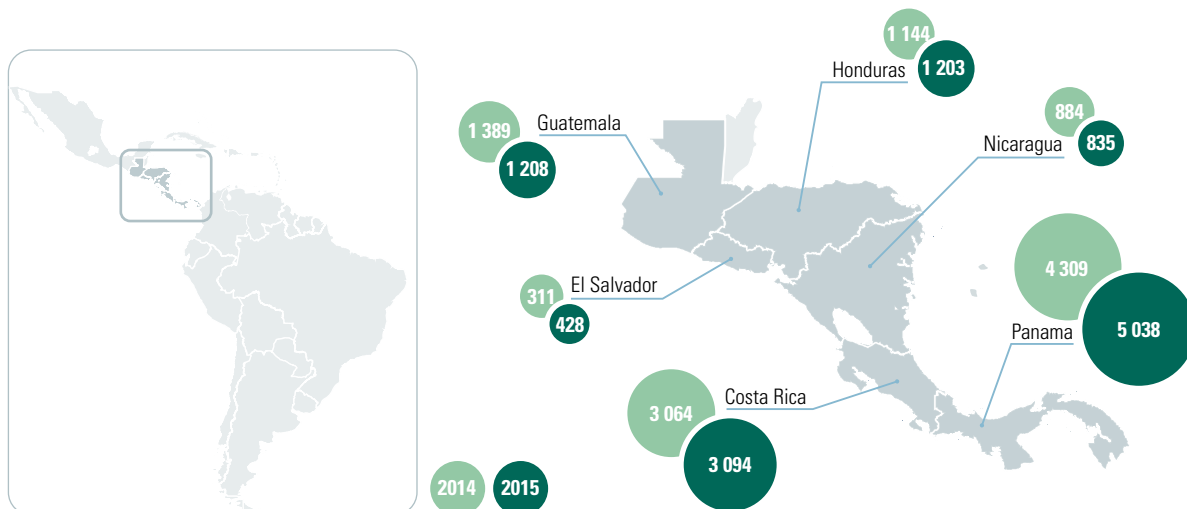 1 144
Honduras
1 203
1 389
Guatemala
1 208
884
Nicaragua
835
4 309
Panama
5 038
311
El Salvador
428
3 064
Costa Rica
3 094
2014
2015